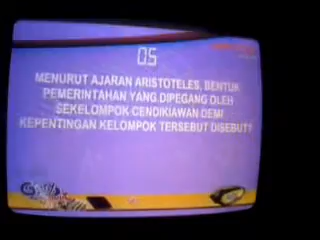 05
MENURUT AJARAN ARISTOTELES, BENTUK
PEMERINTAHAN YANG DIPEGANG OLEH
SEKELOMPOK CENDIKIAWAN DEMI
KEPENTINGAN KELOMPOK TERSEBUT DISEBUT?